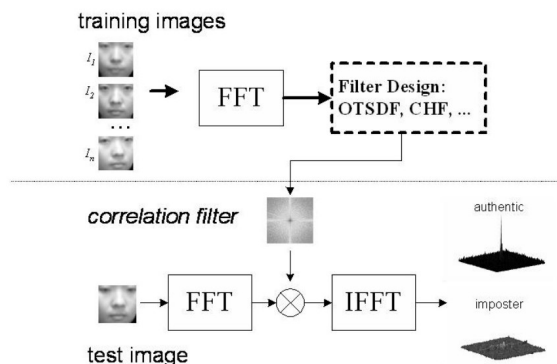 training images
I1
I2
...
In
FFT
Filter Design:
OTSDF, CHF, ...
correlation filter
authentic
FFT
IFFT
imposter
test image